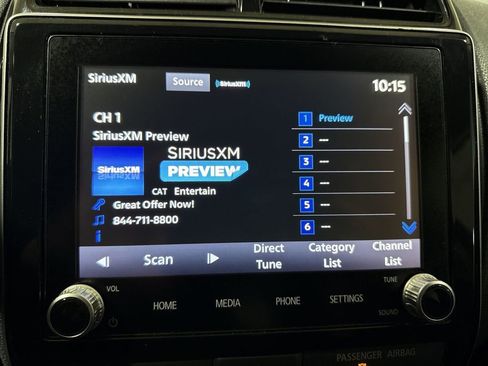 SiriusXM Source SiriusXM 10:15
CH 1
SiriusXM Preview
SiriusXM
SIRIUSXM
PREVIEW
CAT Entertain
Great Offer Now!
844-711-8800
1 Preview
2 ---
3 ---
4 ---
5 ---
6 ---
Scan
Direct Tune
Category List
Channel List
VOL
HOME MEDIA PHONE SETTINGS
TUNE
SOUND
PASSENGER AIRBAG